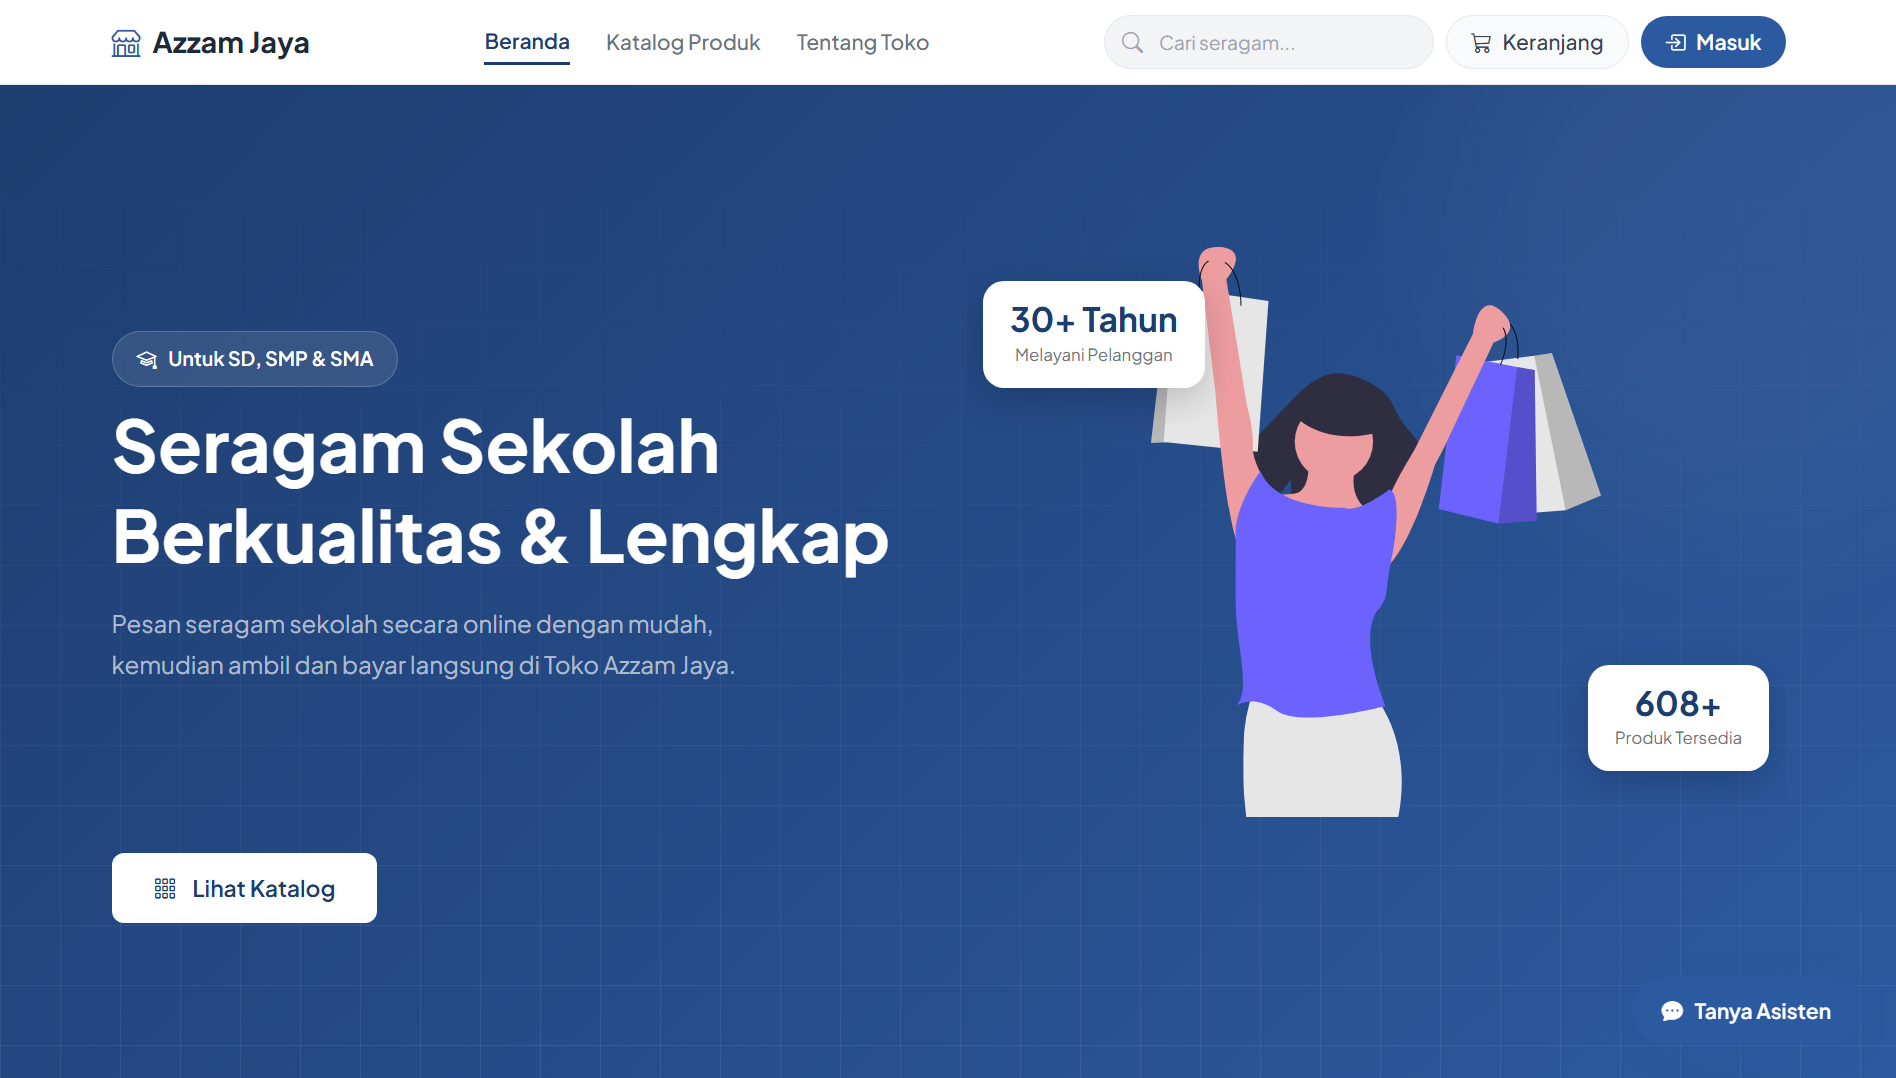 Azzam Jaya
Beranda
Katalog Produk
Tentang Toko
Cari seragam...
Keranjang
Masuk
Untuk SD, SMP & SMA
Seragam Sekolah
Berkualitas & Lengkap
Pesan seragam sekolah secara online dengan mudah,
kemudian ambil dan bayar langsung di Toko Azzam Jaya.
Lihat Katalog
30+ Tahun
Melayani Pelanggan
608+
Produk Tersedia
Tanya Asisten